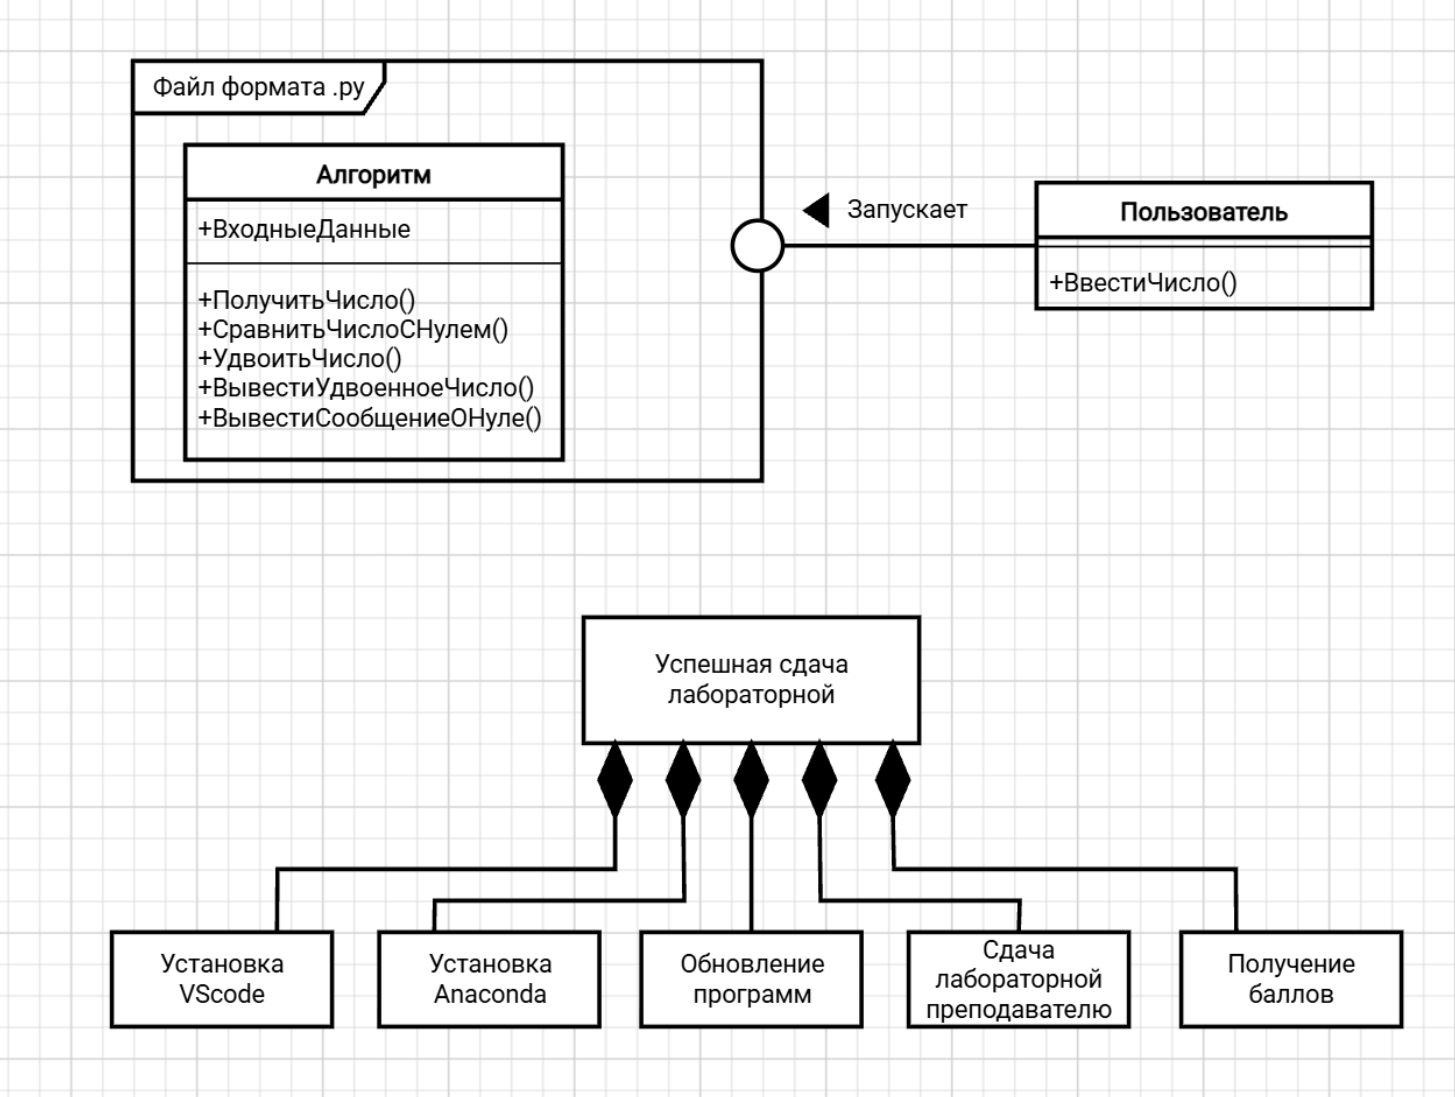 Файл формата .py
Алгоритм
+ВходныеДанные
+ПолучитьЧисло()
+СравнитьЧислоСНулем()
+УдвоитьЧисло()
+ВывестиУдвоенноеЧисло()
+ВывестиСообщениеОНуле()
Запускает
Пользователь
+ВвестиЧисло()
Успешная сдача
лабораторной
Установка
VScode
Установка
Anaconda
Обновление
программ
Сдача
лабораторной
преподавателю
Получение
баллов